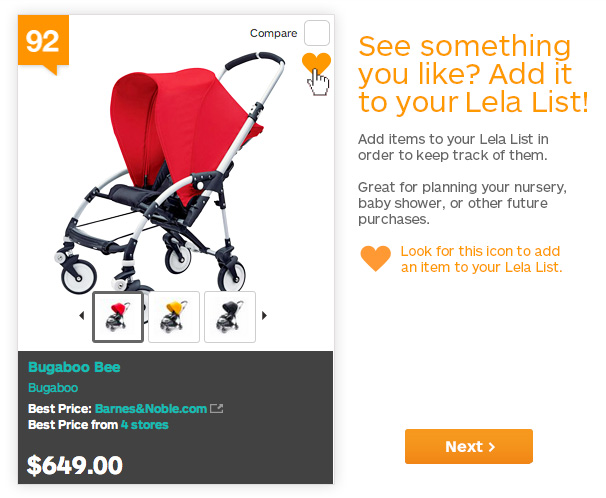 92
Compare
Bugaboo Bee
Bugaboo
Best Price: Barnes&Noble.com
Best Price from 4 stores
$649.00
See something
you like? Add it
to your Lela List!
Add items to your Lela List in
order to keep track of them.
Great for planning your nursery,
baby shower, or other future
purchases.
Look for this icon to add
an item to your Lela List.
Next >